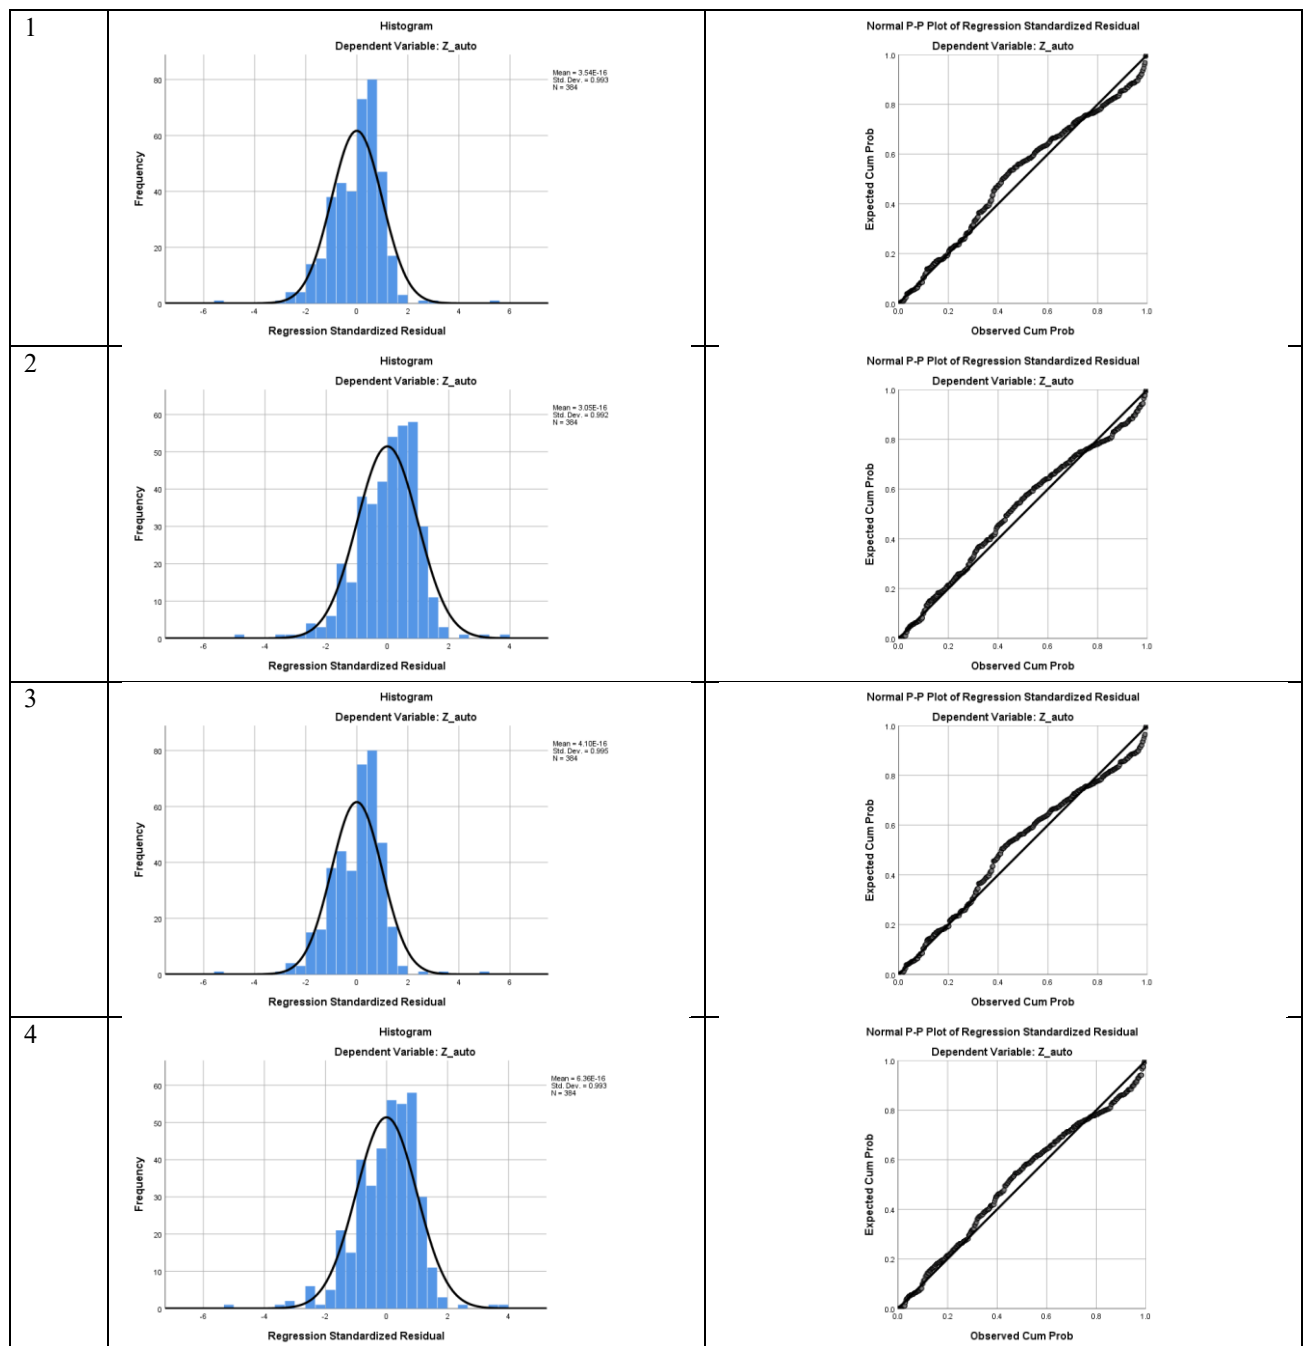 1
Histogram
Dependent Variable: Z_auto
Mean = 3.54E-16
Std. Dev. = 0.993
N = 384
80
60
40
20
0
Frequency
-6 -4 -2 0 2 4 6
Regression Standardized Residual
Normal P-P Plot of Regression Standardized Residual
Dependent Variable: Z_auto
1.0
0.8
0.6
0.4
0.2
0.0
Expected Cum Prob
0.0 0.2 0.4 0.6 0.8 1.0
Observed Cum Prob
2
Histogram
Dependent Variable: Z_auto
Mean = 3.05E-16
Std. Dev. = 0.992
N = 384
60
50
40
30
20
10
0
Frequency
-6 -4 -2 0 2 4
Regression Standardized Residual
Normal P-P Plot of Regression Standardized Residual
Dependent Variable: Z_auto
1.0
0.8
0.6
0.4
0.2
0.0
Expected Cum Prob
0.0 0.2 0.4 0.6 0.8 1.0
Observed Cum Prob
3
Histogram
Dependent Variable: Z_auto
Mean = 4.10E-16
Std. Dev. = 0.995
N = 384
80
60
40
20
0
Frequency
-6 -4 -2 0 2 4 6
Regression Standardized Residual
Normal P-P Plot of Regression Standardized Residual
Dependent Variable: Z_auto
1.0
0.8
0.6
0.4
0.2
0.0
Expected Cum Prob
0.0 0.2 0.4 0.6 0.8 1.0
Observed Cum Prob
4
Histogram
Dependent Variable: Z_auto
Mean = 6.36E-16
Std. Dev. = 0.993
N = 384
60
50
40
30
20
10
0
Frequency
-6 -4 -2 0 2 4
Regression Standardized Residual
Normal P-P Plot of Regression Standardized Residual
Dependent Variable: Z_auto
1.0
0.8
0.6
0.4
0.2
0.0
Expected Cum Prob
0.0 0.2 0.4 0.6 0.8 1.0
Observed Cum Prob